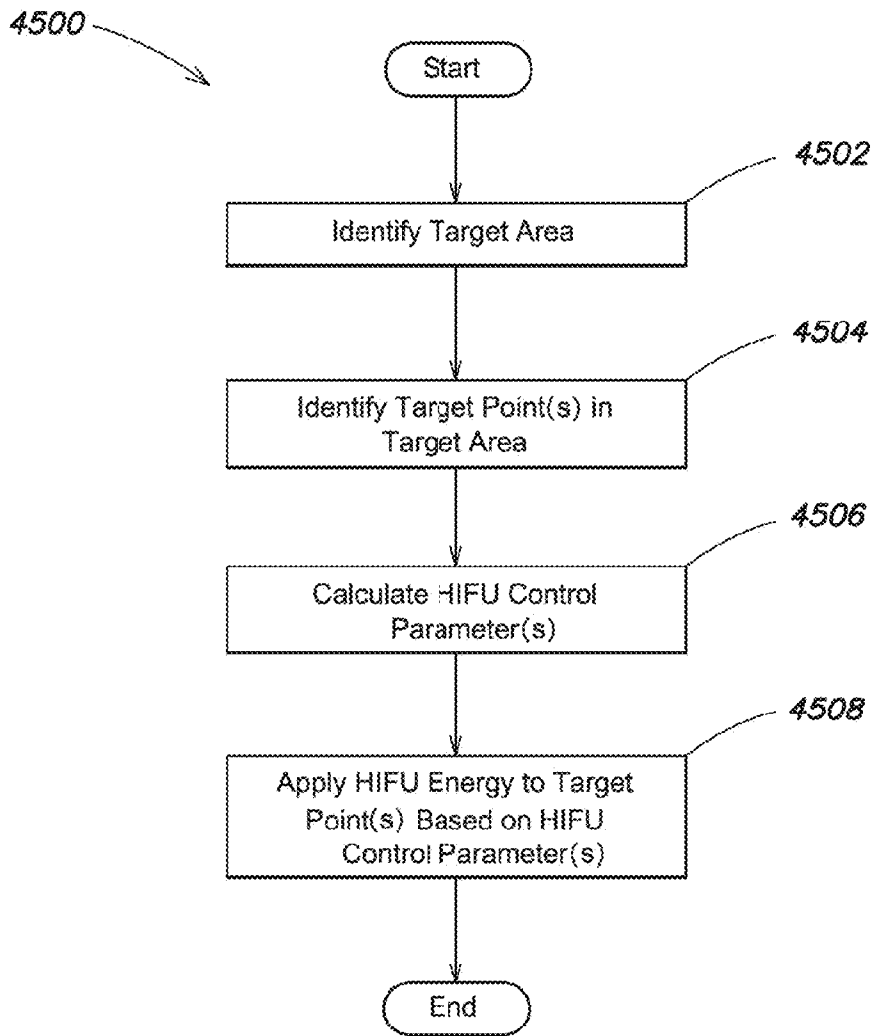 4500
Start
4502
Identify Target Area
4504
Identify Target Point(s) in
Target Area
4506
Calculate HIFU Control
Parameter(s)
4508
Apply HIFU Energy to Target
Point(s) Based on HIFU
Control Parameter(s)
End